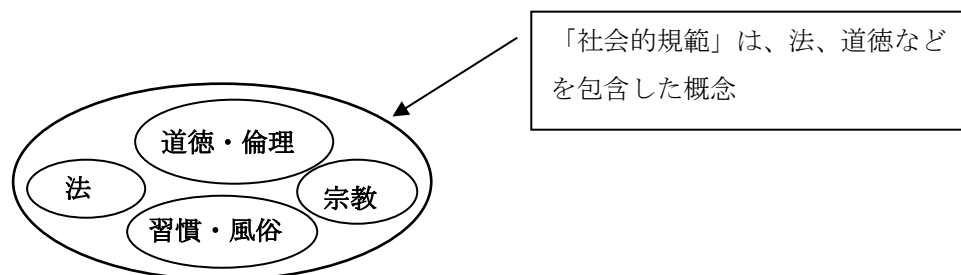 「社会的規範」は、法、道徳など
を包含した概念
道徳・倫理
法
宗教
習慣・風俗